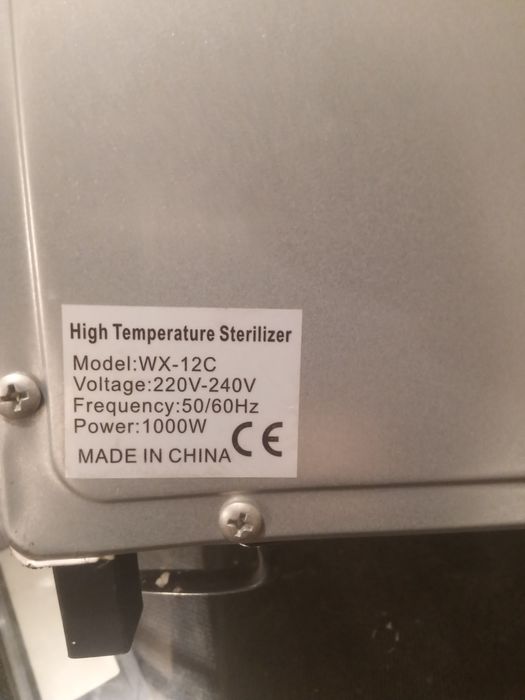 High Temperature Sterilizer
Model:WX-12C
Voltage:220V-240V
Frequency:50/60Hz
Power:1000W
CE
MADE IN CHINA